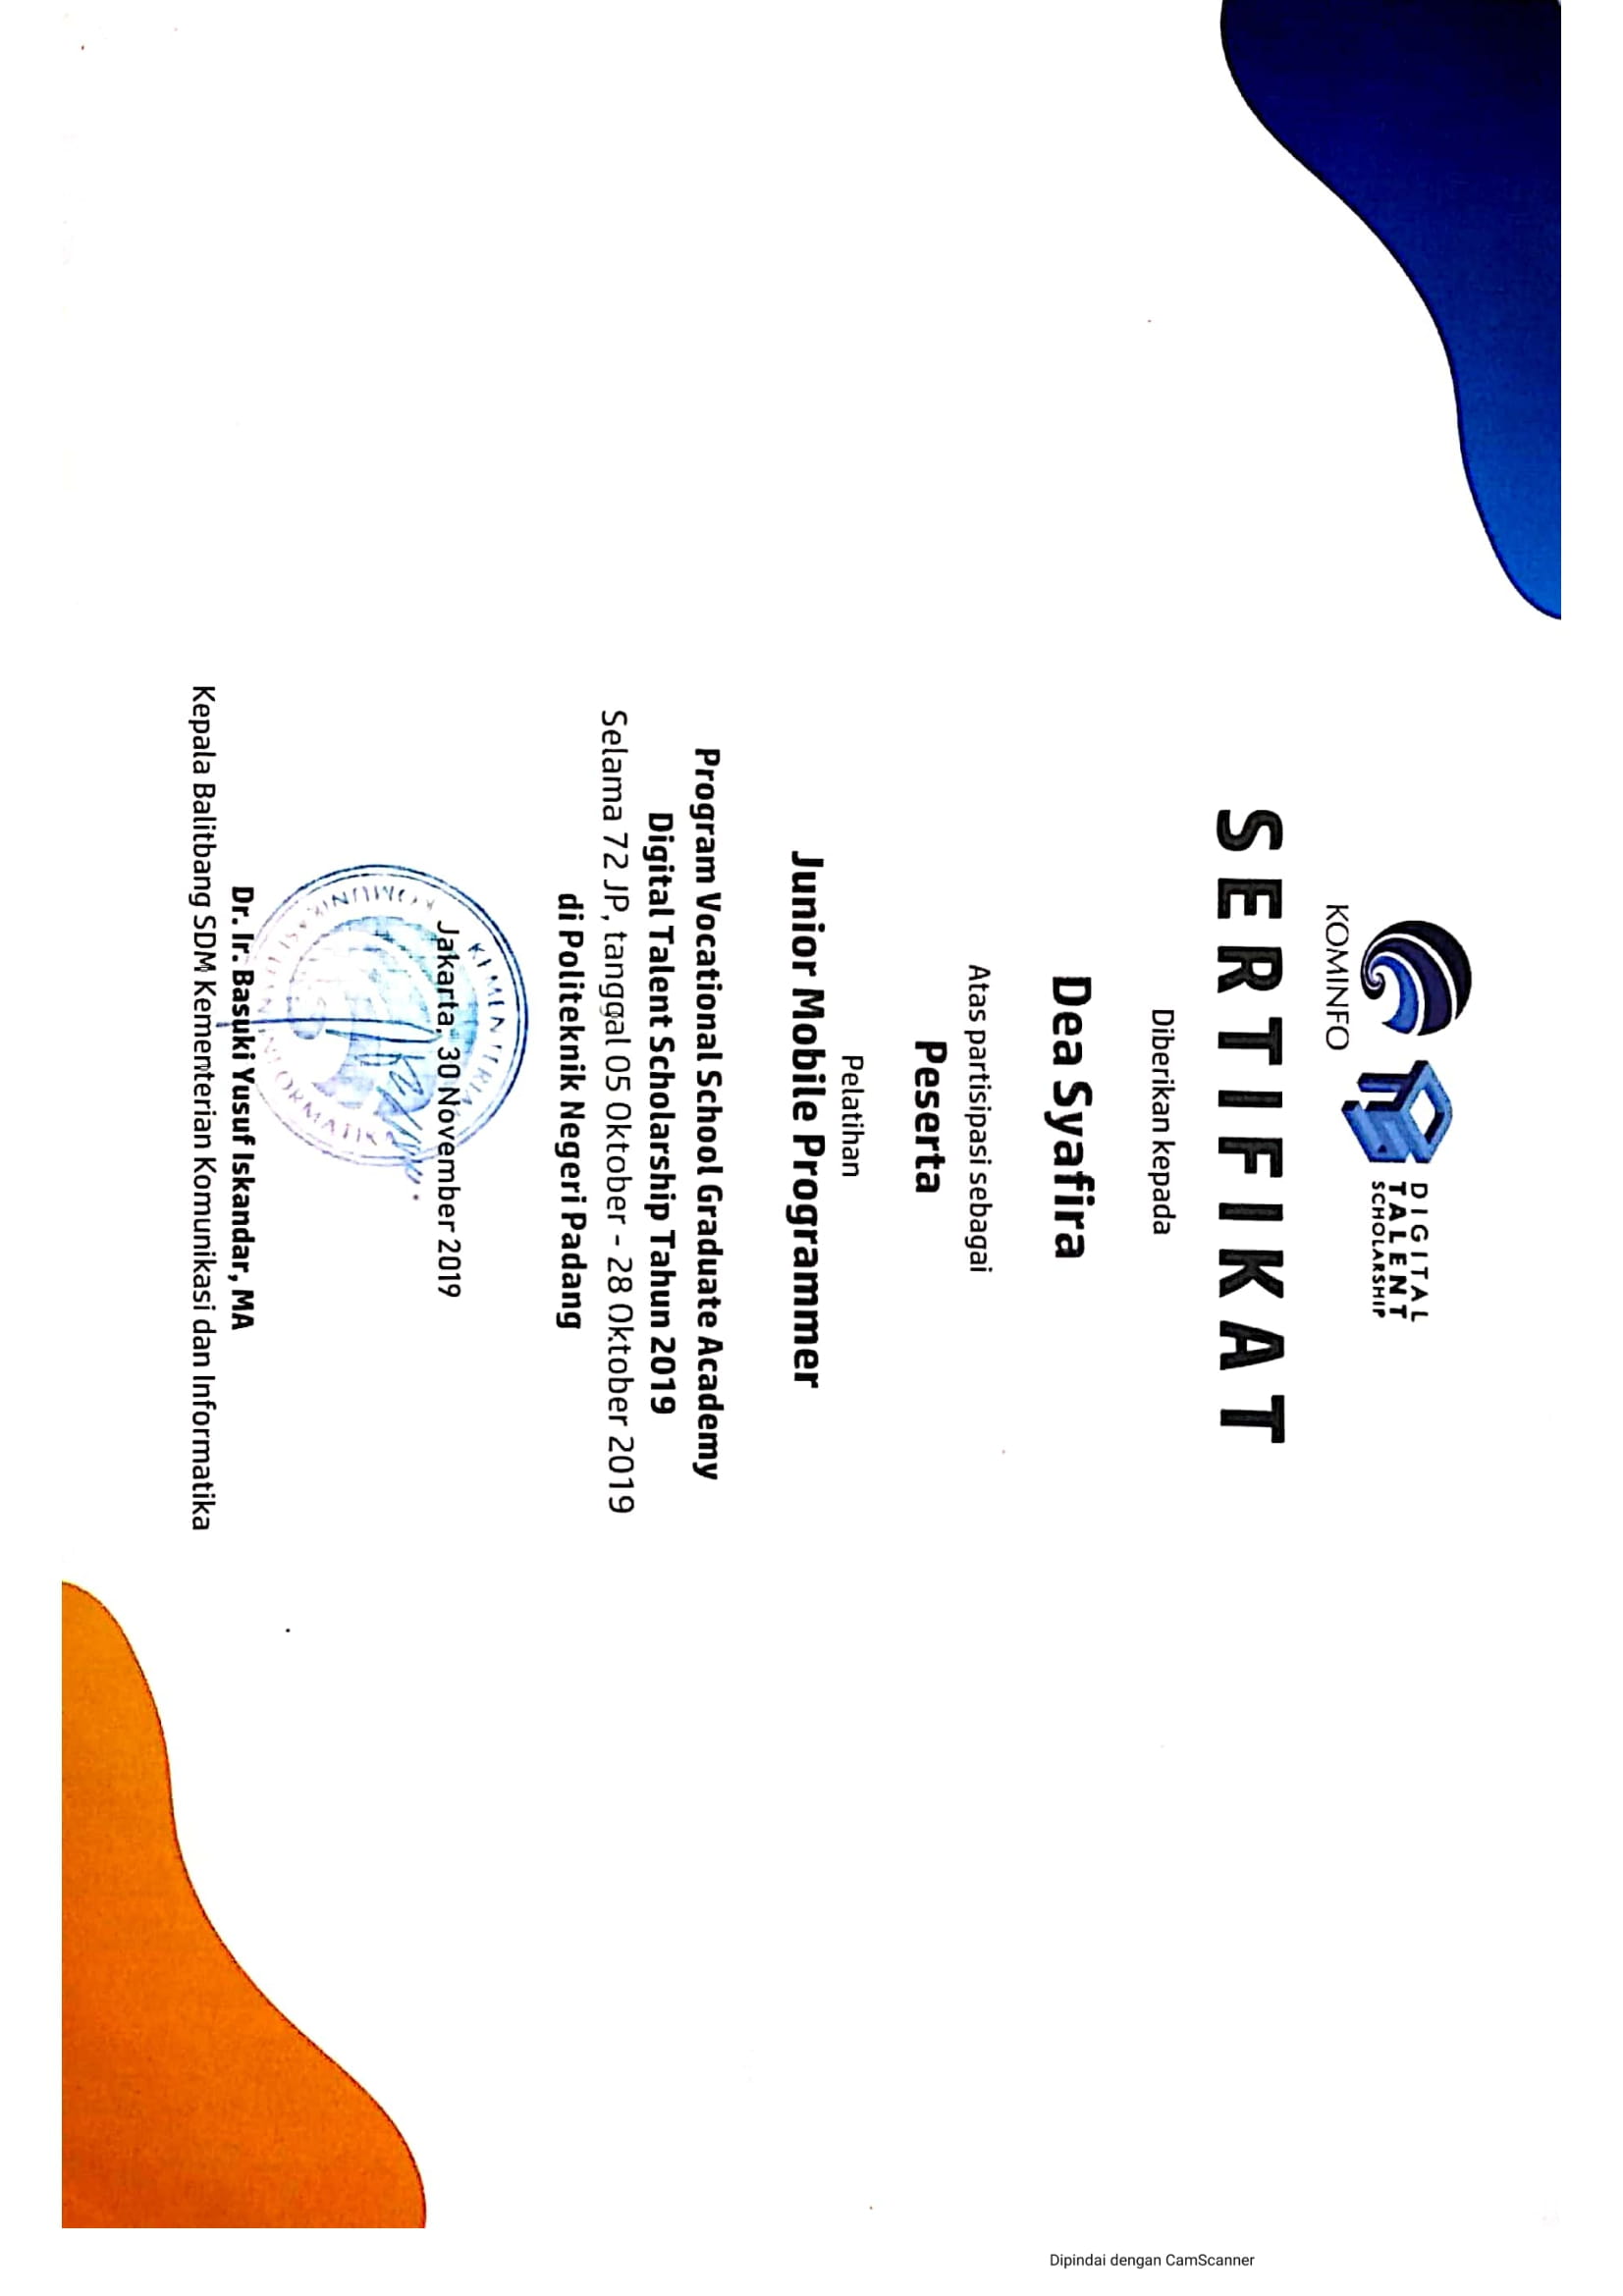 KOMINFO
DIGITAL
TALENT
SCHOLARSHIP
SERTIFIKAT
Diberikan kepada
Dea Syafira
Atas partisipasi sebagai
Peserta
Pelatihan
Junior Mobile Programmer
Program Vocational School Graduate Academy
Digital Talent Scholarship Tahun 2019
Selama 72 JP, tanggal 05 Oktober - 28 Oktober 2019
di Politeknik Negeri Padang
KEMENTERIAN
KOMUNIKASI DAN INFORMATIKA
Jakarta, 30 November 2019
Dr. Ir. Basuki Yusuf Iskandar, MA
Kepala Balitbang SDM Kementerian Komunikasi dan Informatika
Dipindai dengan CamScanner